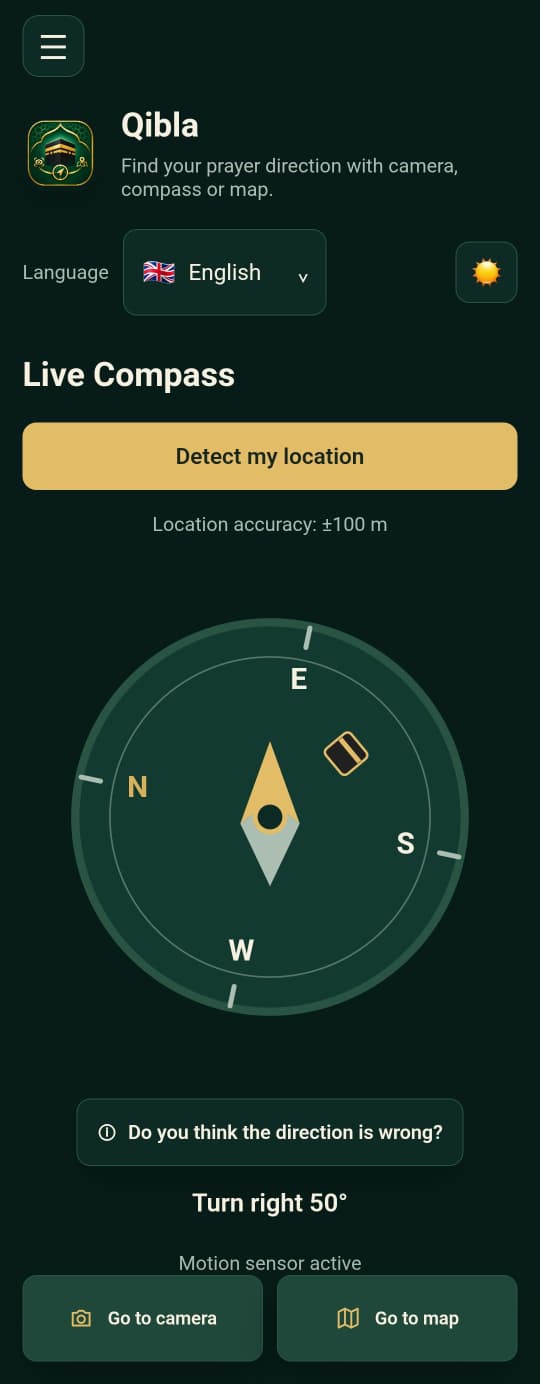 Qibla
Find your prayer direction with camera,
compass or map.
Language
English
Live Compass
Detect my location
Location accuracy: ±100 m
E
N
S
W
Do you think the direction is wrong?
Turn right 50°
Motion sensor active
Go to camera
Go to map